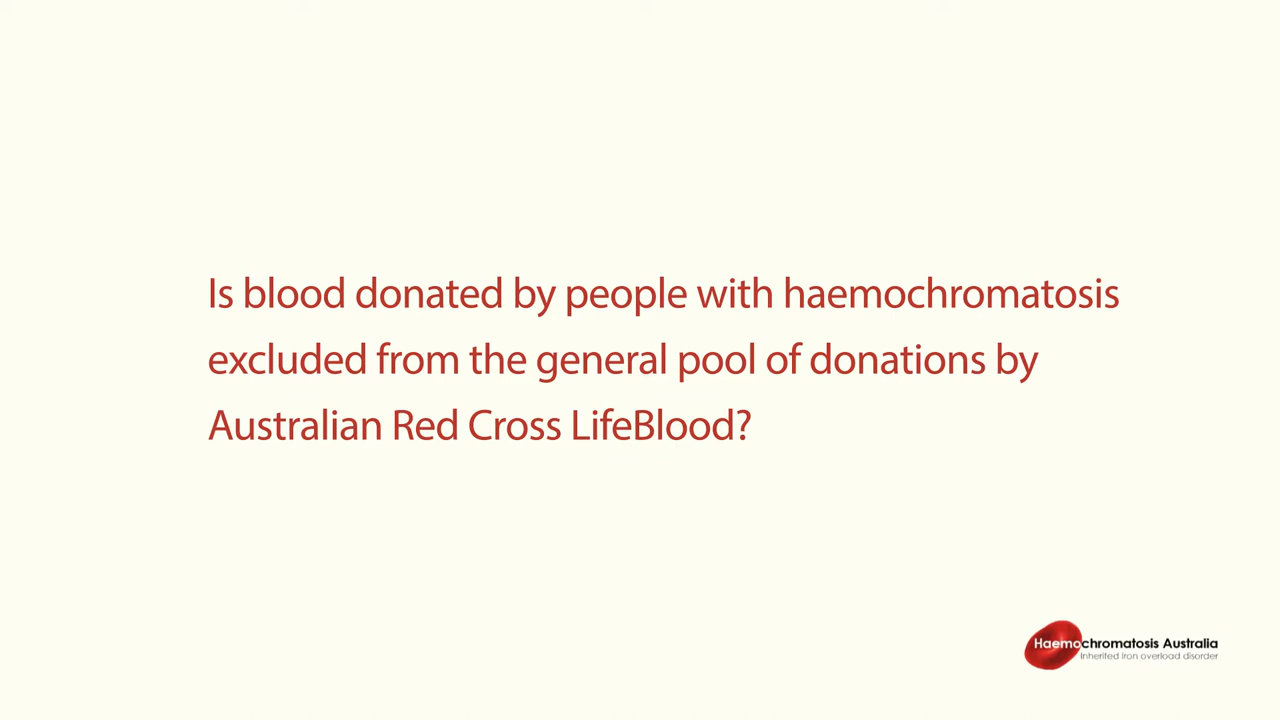 Is blood donated by people with haemochromatosis
excluded from the general pool of donations by
Australian Red Cross LifeBlood?
Haemochromatosis Australia
Inherited Iron overload disorder